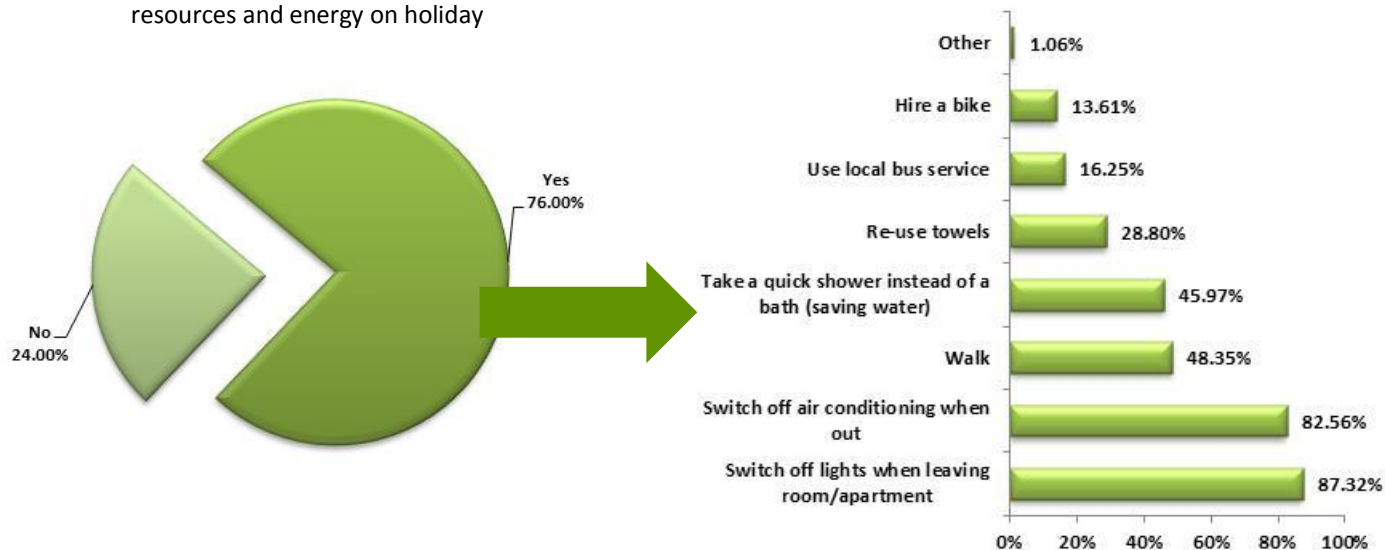 resources and energy on holiday
Yes
76.00%
No
24.00%
Other
1.06%
Hire a bike
13.61%
Use local bus service
16.25%
Re-use towels
28.80%
Take a quick shower instead of a
bath (saving water)
45.97%
Walk
48.35%
Switch off air conditioning when
out
82.56%
Switch off lights when leaving
room/apartment
87.32%
0% 20% 40% 60% 80% 100%